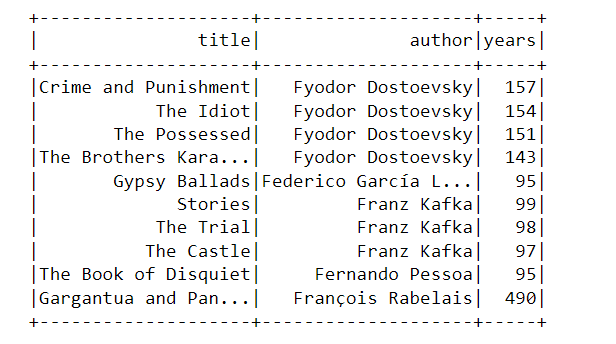 +--------------------+--------------------+-----+
|               title|              author|years|
+--------------------+--------------------+-----+
|Crime and Punishment|   Fyodor Dostoevsky|  157|
|           The Idiot|   Fyodor Dostoevsky|  154|
|       The Possessed|   Fyodor Dostoevsky|  151|
|The Brothers Kara...|   Fyodor Dostoevsky|  143|
|       Gypsy Ballads|Federico García L...|   95|
|             Stories|         Franz Kafka|   99|
|           The Trial|         Franz Kafka|   98|
|          The Castle|         Franz Kafka|   97|
|The Book of Disquiet|     Fernando Pessoa|   95|
|Gargantua and Pan...|   François Rabelais|  490|
+--------------------+--------------------+-----+